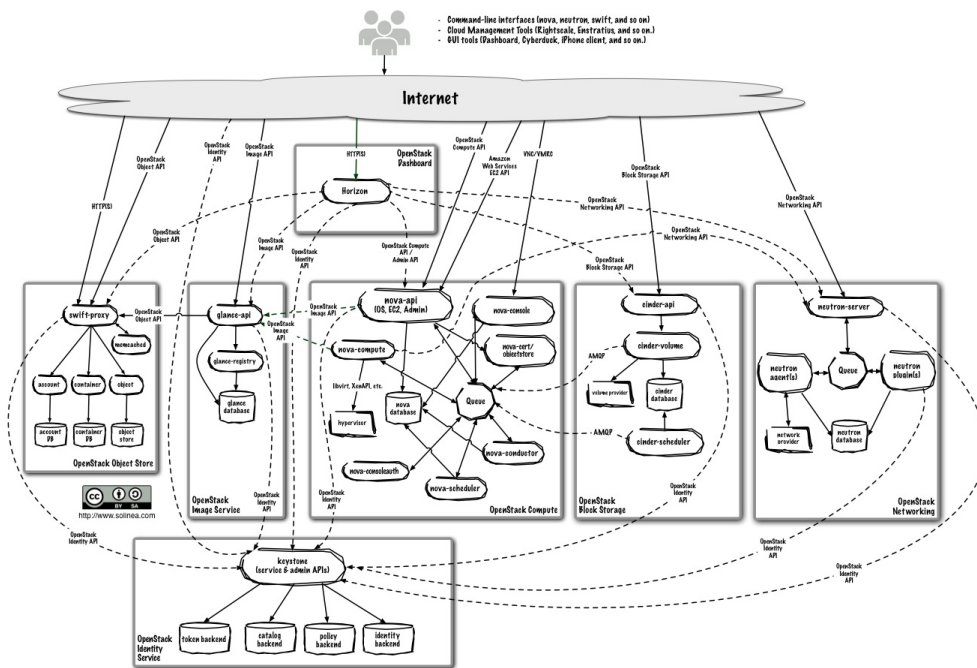 - Command-line interfaces (nova, neutron, swift, and so on)
- Cloud Management Tools (Rightscale, Enstratius, and so on.)
- GUI tools (Dashboard, Cyberduck, iPhone client, and so on.)
Internet
OpenStack
Object API
HTTP(S)
OpenStack
Identity
API
OpenStack
Image API
HTTP(S)
OpenStack
Dashboard
Horizon
OpenStack
Compute API
Amazon
Web Services
EC2 API
VNC/VMRC
OpenStack
Block Storage API
OpenStack
Networking API
OpenStack
Networking API
OpenStack
Object API
OpenStack
Image API
OpenStack
Identity
API
OpenStack Compute
API /
Admin API
OpenStack
Networking API
OpenStack
Block Storage API
swift-proxy
memcached
account
container
object
account
DB
container
DB
object
store
OpenStack Object Store
OpenStack
Object API
glance-api
glance-registry
glance
database
OpenStack
Identity
API
OpenStack
Image Service
OpenStack
Image API
OpenStack
Image
API
nova-api
(OS, EC2, Admin)
nova-console
nova-cert/
objectstore
nova-compute
libvirt, XenAPI, etc.
hypervisor
nova
database
Queue
nova-conductor
nova-consoleauth
nova-scheduler
OpenStack
Identity
API
OpenStack Compute
AMQP
AMQP
cinder-api
cinder-volume
volume provider
cinder
database
cinder-scheduler
OpenStack
Identity
API
OpenStack
Block Storage
neutron-server
neutron
agent(s)
Queue
neutron
plugin(s)
network
provider
neutron
database
OpenStack
Networking
cc BY SA
http://www.solinea.com
OpenStack
Identity
API
OpenStack
Identity
API
OpenStack
Identity
API
keystone
(service & admin APIs)
token backend
catalog
backend
policy
backend
identity
backend
OpenStack
Identity
Service